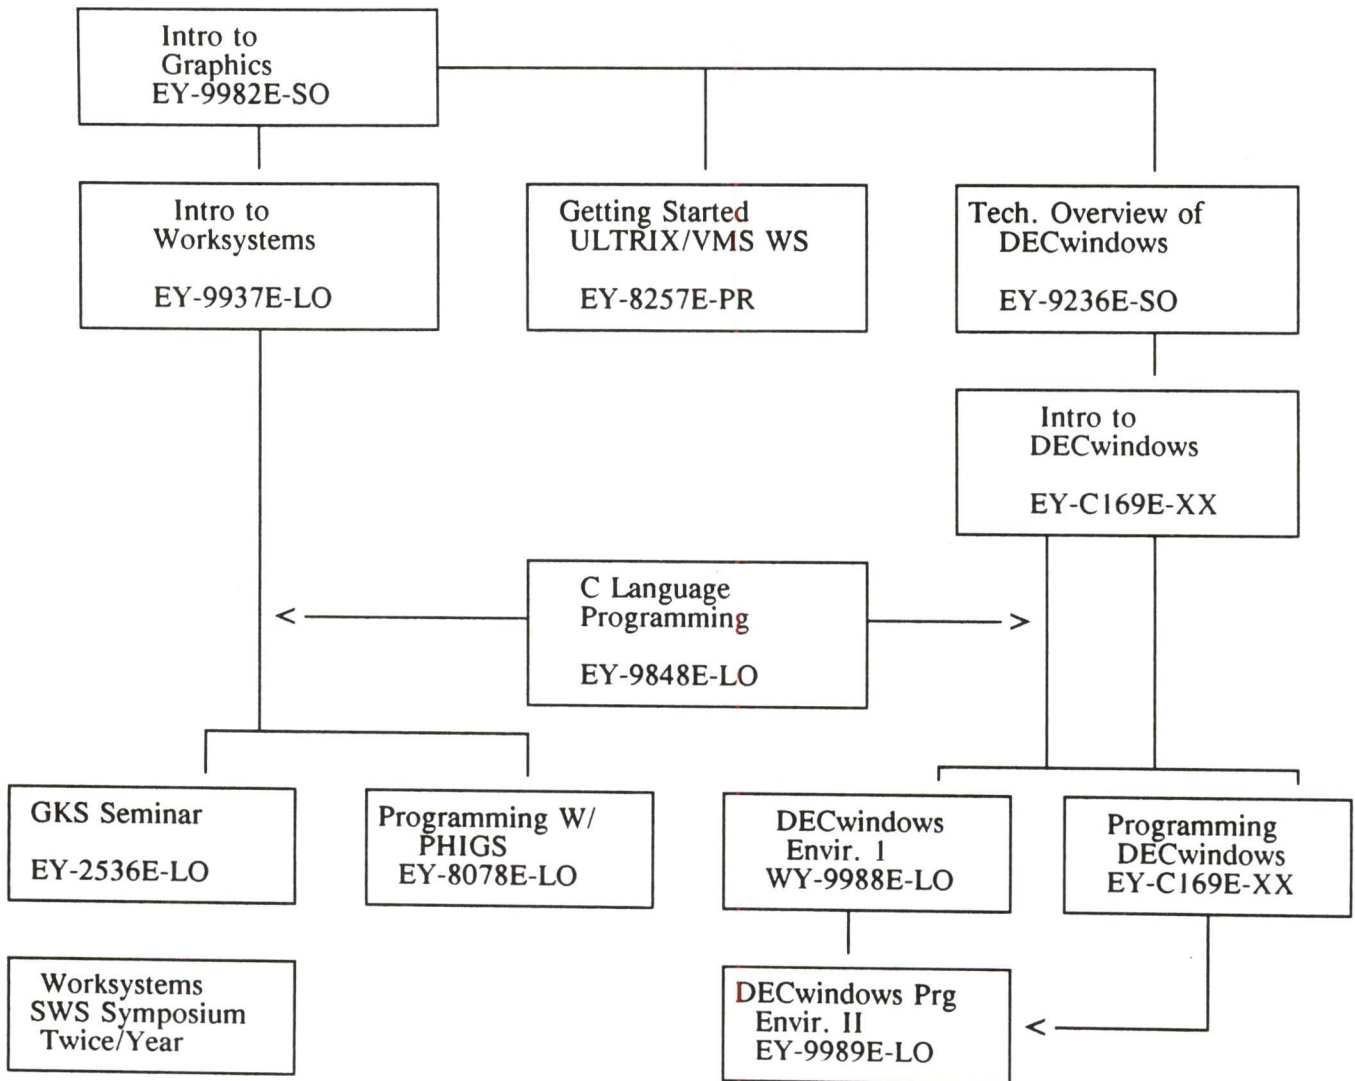 Intro to
Graphics
EY-9982E-SO
Intro to
Worksystems
EY-9937E-LO
Getting Started
ULTRIX/VMS WS
EY-8257E-PR
Tech. Overview of
DECwindows
EY-9236E-SO
Intro to
DECwindows
EY-C169E-XX
C Language
Programming
EY-9848E-LO
<
>
GKS Seminar
EY-2536E-LO
Programming W/
PHIGS
EY-8078E-LO
DECwindows
Envir. 1
WY-9988E-LO
Programming
DECwindows
EY-C169E-XX
Worksystems
SWS Symposium
Twice/Year
DECwindows Prg
Envir. II
EY-9989E-LO
<